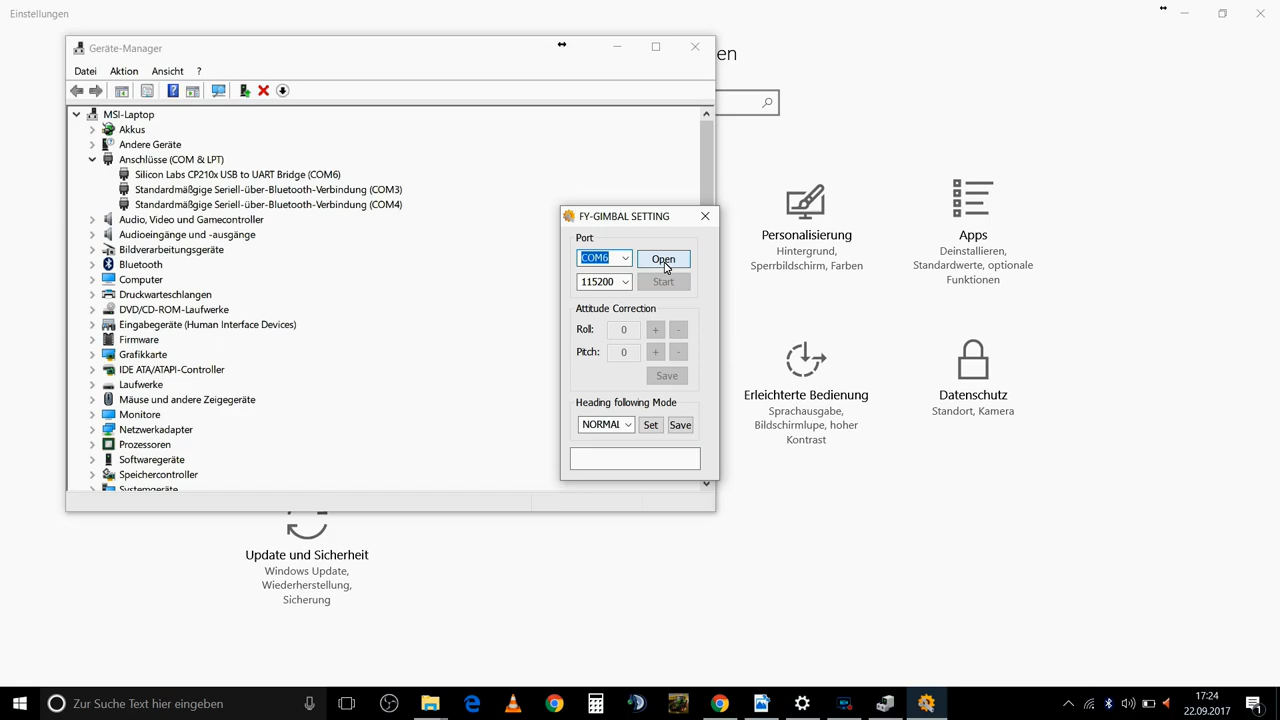 Einstellungen
en
Geräte-Manager
Datei Aktion Ansicht ?
MSI-Laptop
Akkus
Andere Geräte
Anschlüsse (COM & LPT)
Silicon Labs CP210x USB to UART Bridge (COM6)
Standardmäßige Seriell-über-Bluetooth-Verbindung (COM3)
Standardmäßige Seriell-über-Bluetooth-Verbindung (COM4)
Audio, Video und Gamecontroller
Audioeingänge und -ausgänge
Bildverarbeitungsgeräte
Bluetooth
Computer
Druckwarteschlangen
DVD/CD-ROM-Laufwerke
Eingabegeräte (Human Interface Devices)
Firmware
Grafikkarte
IDE ATA/ATAPI-Controller
Laufwerke
Mäuse und andere Zeigegeräte
Monitore
Netzwerkadapter
Prozessoren
Softwaregeräte
Speichercontroller
Systemgeräte
FY-GIMBAL SETTING
Port
COM6 Open
115200 Start
Attitude Correction
Roll: 0 + -
Pitch: 0 + -
Save
Heading following Mode
NORMAL Set Save
Personalisierung
Hintergrund,
Sperrbildschirm, Farben
Apps
Deinstallieren,
Standardwerte, optionale
Funktionen
Erleichterte Bedienung
Sprachausgabe,
Bildschirmlupe, hoher
Kontrast
Datenschutz
Standort, Kamera
Update und Sicherheit
Windows Update,
Wiederherstellung,
Sicherung
Zur Suche Text hier eingeben
17:24
22.09.2017
1